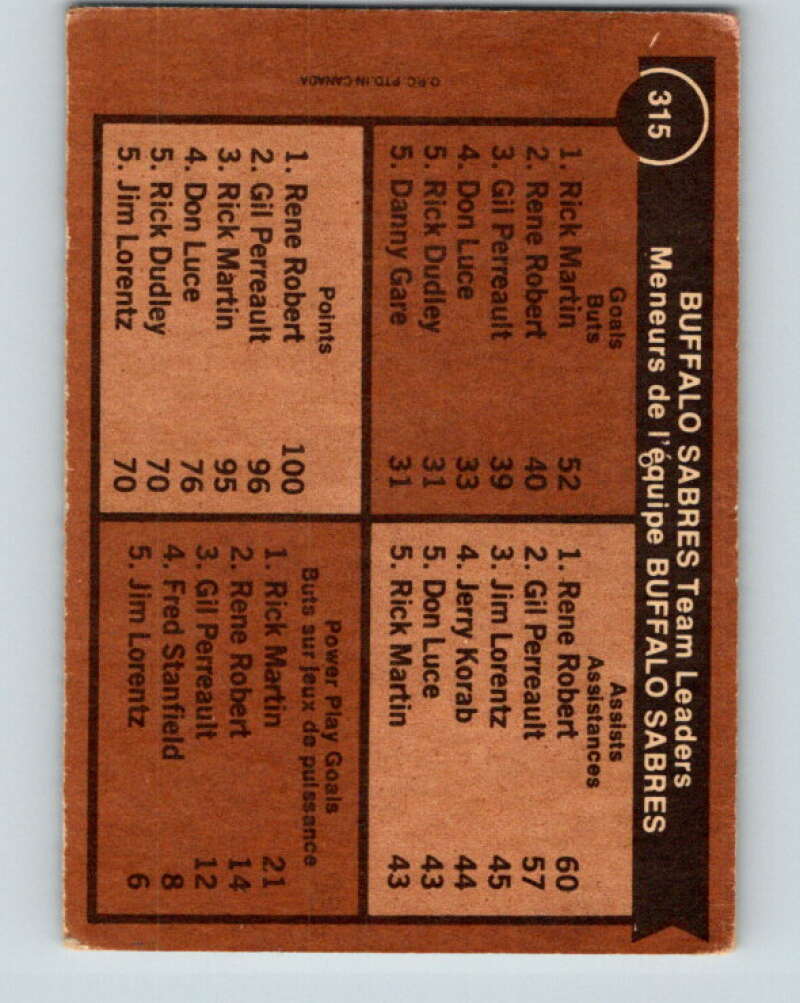 315
BUFFALO SABRES Team Leaders
Meneurs de l'équipe BUFFALO SABRES
Goals
Buts
1. Rick Martin 52
2. Rene Robert 40
3. Gil Perreault 39
4. Don Luce 33
5. Rick Dudley 31
5. Danny Gare 31
Assists
Assistances
1. Rene Robert 60
2. Gil Perreault 57
3. Jim Lorentz 45
4. Jerry Korab 44
5. Don Luce 43
5. Rick Martin 43
Points
1. Rene Robert 100
2. Gil Perreault 96
3. Rick Martin 95
4. Don Luce 76
5. Rick Dudley 70
5. Jim Lorentz 70
Power Play Goals
Buts sur jeux de puissance
1. Rick Martin 21
2. Rene Robert 14
3. Gil Perreault 12
4. Fred Stanfield 8
5. Jim Lorentz 6
O.P.C. PTD. IN CANADA